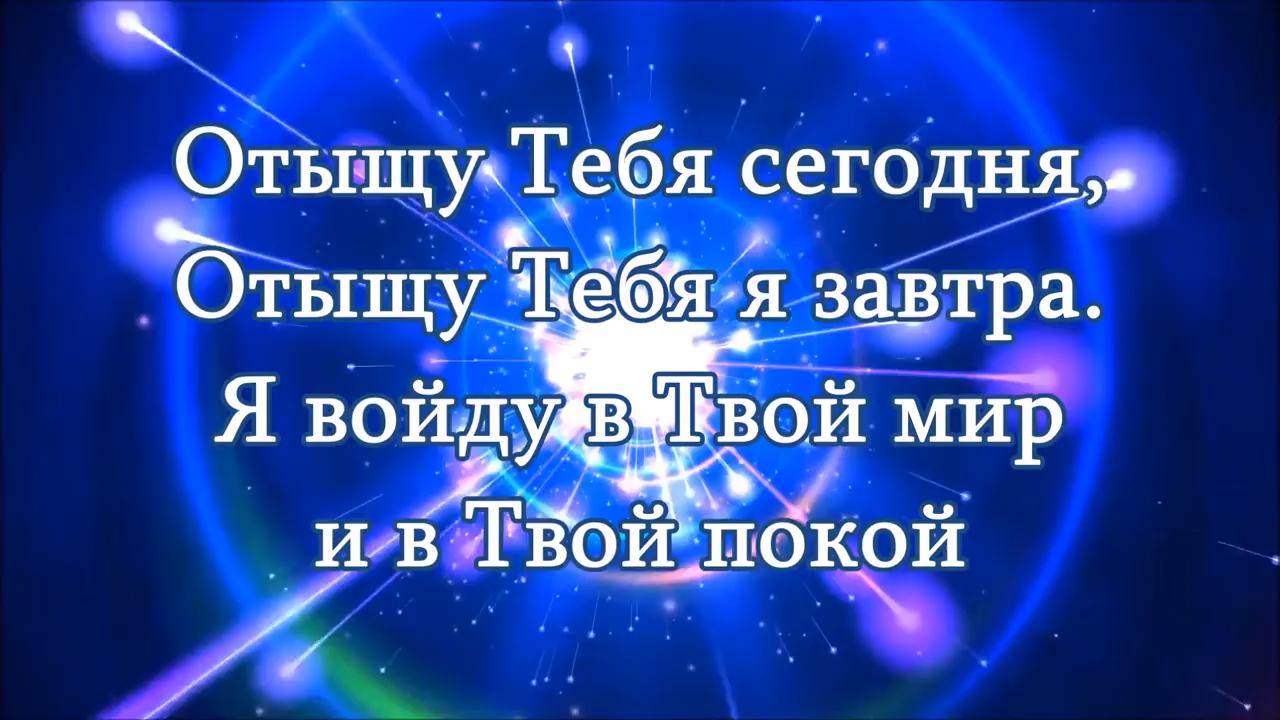 Отыщу Тебя сегодня,
Отыщу Тебя я завтра.
Я войду в Твой мир
и в Твой покой